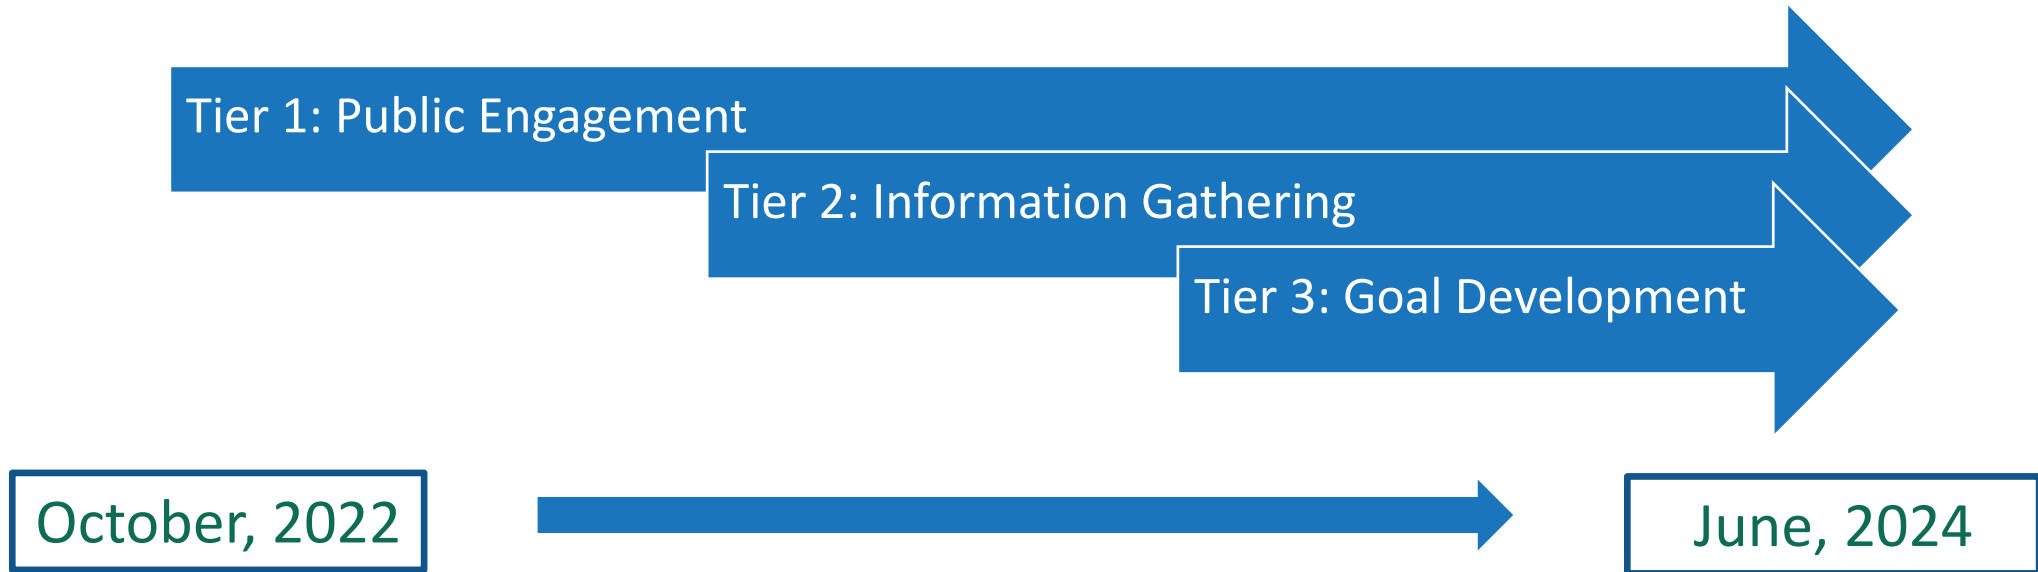 Tier 1: Public Engagement
Tier 2: Information Gathering
Tier 3: Goal Development
October, 2022
June, 2024